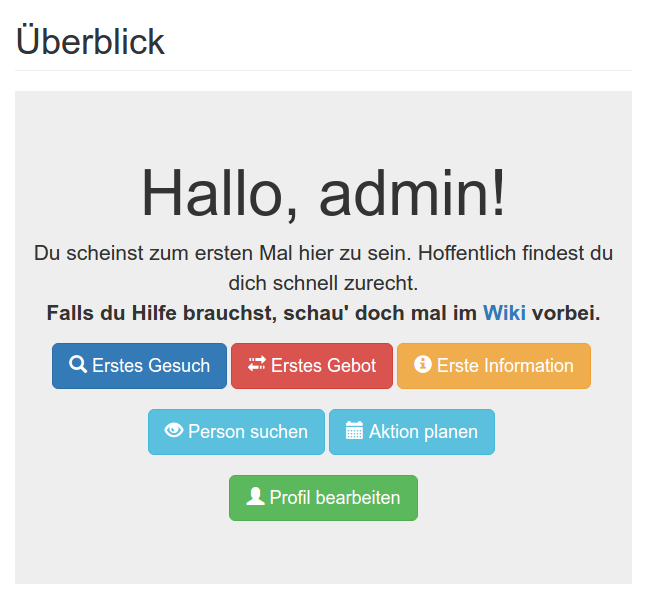 Überblick
Hallo, admin!
Du scheinst zum ersten Mal hier zu sein. Hoffentlich findest du
dich schnell zurecht.
Falls du Hilfe brauchst, schau' doch mal im Wiki vorbei.
Erstes Gesuch Erstes Gebot Erste Information
Person suchen Aktion planen
Profil bearbeiten